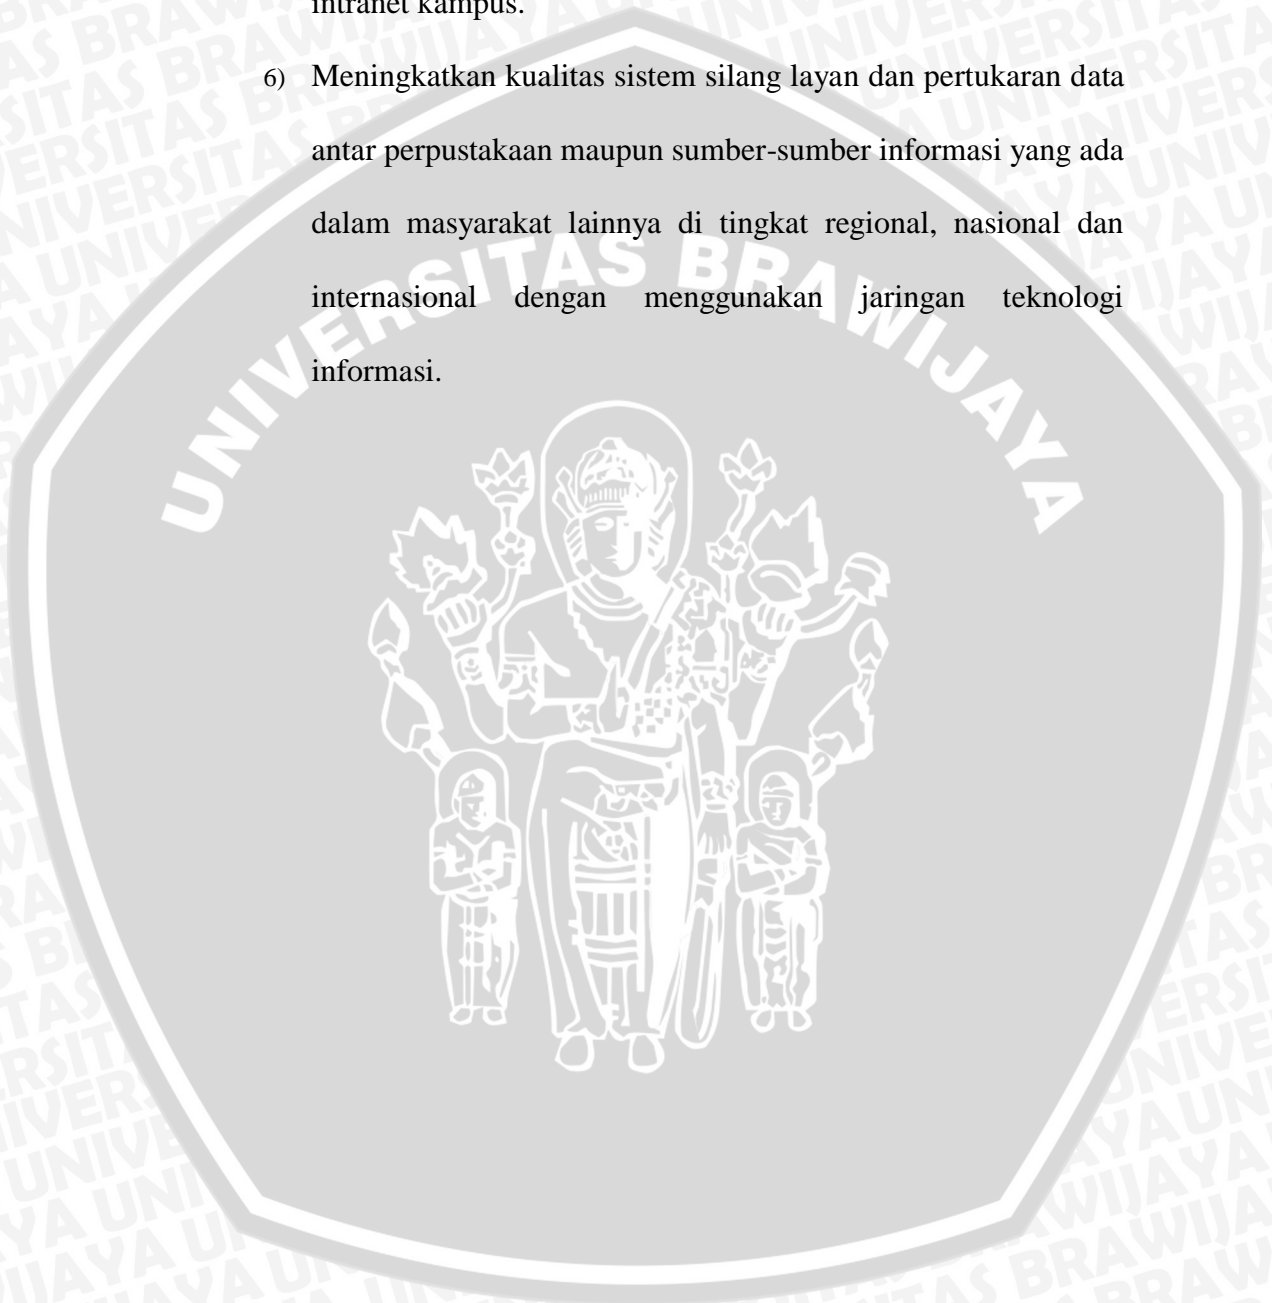 intranet kampus.
6) Meningkatkan kualitas sistem silang layan dan pertukaran data
antar perpustakaan maupun sumber-sumber informasi yang ada
dalam masyarakat lainnya di tingkat regional, nasional dan
internasional dengan menggunakan jaringan teknologi
informasi.
UNIVERSITAS BRAWIJAYA